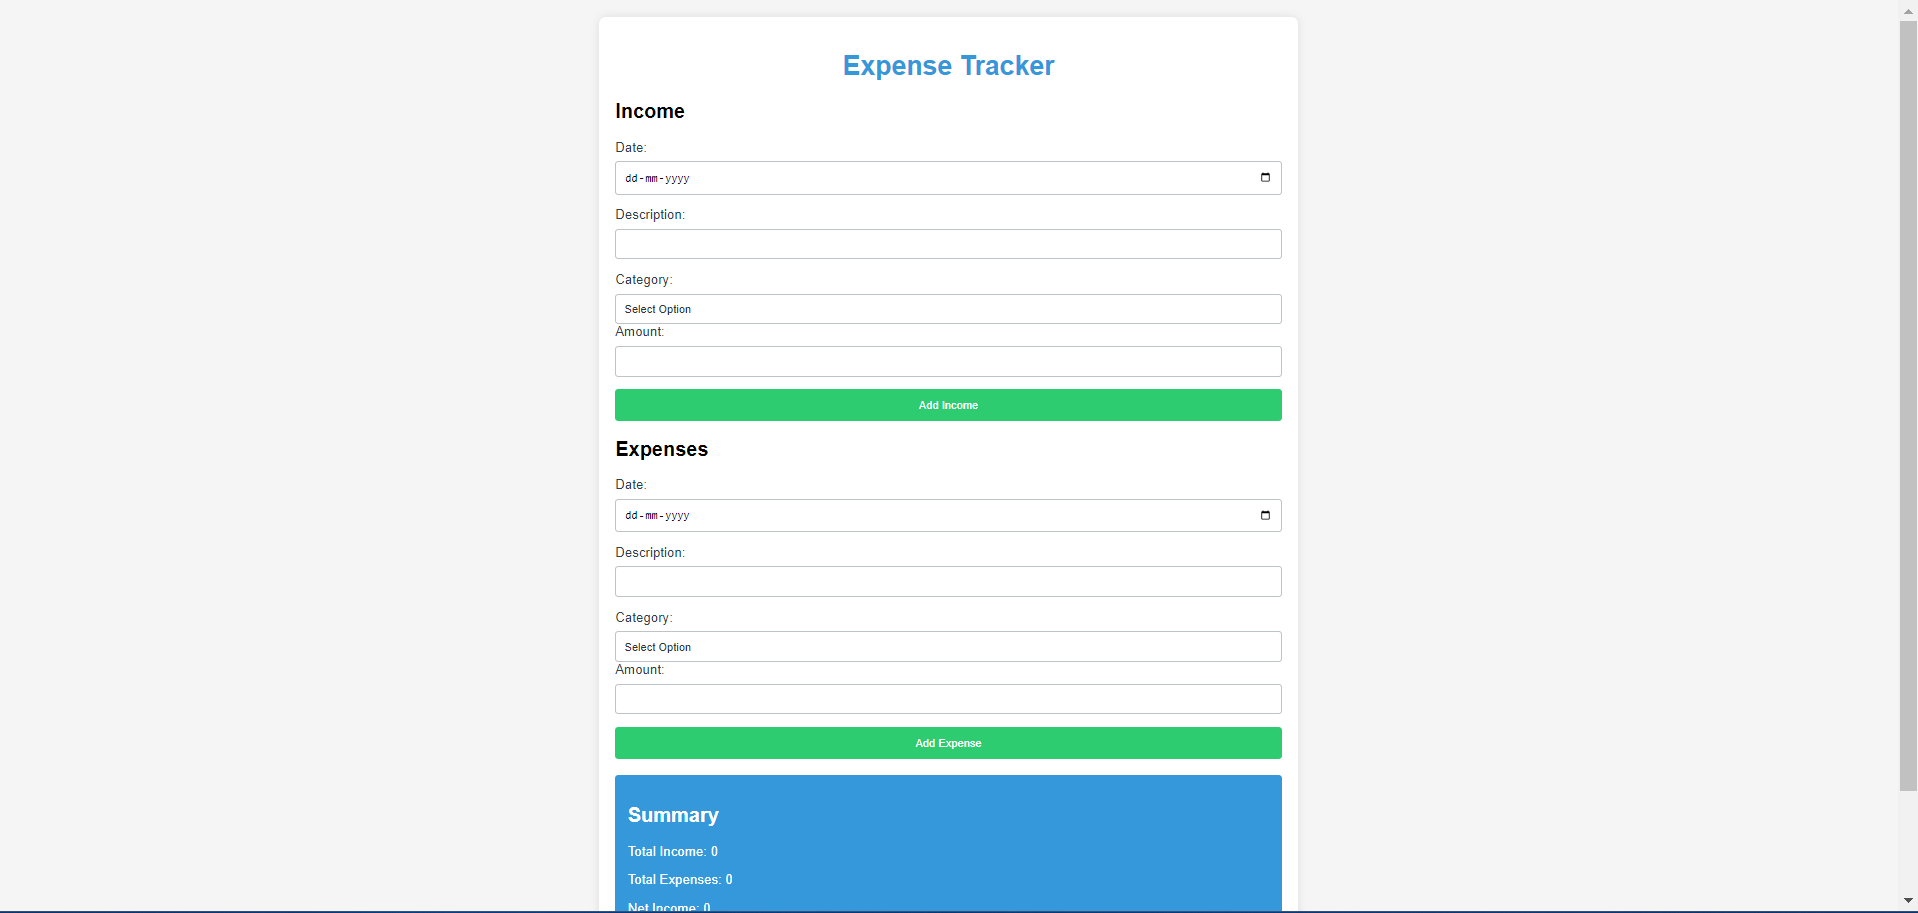 Expense Tracker
Income
Date:
dd-mm-yyyy
Description:
Category:
Select Option
Amount:
Add Income
Expenses
Date:
dd-mm-yyyy
Description:
Category:
Select Option
Amount:
Add Expense
Summary
Total Income: 0
Total Expenses: 0
Net Income: 0